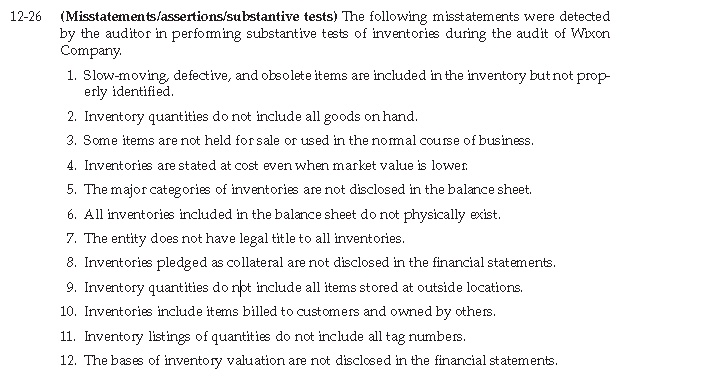 12-26 (Misstatements/assertions/substantive tests) The following misstatements were detected
by the auditor in performing substantive tests of inventories during the audit of Wixon
Company.
1. Slow-moving, defective, and obsolete items are included in the inventory but not prop-
erly identified.
2. Inventory quantities do not include all goods on hand.
3. Some items are not held for sale or used in the normal course of business.
4. Inventories are stated at cost even when market value is lower.
5. The major categories of inventories are not disclosed in the balance sheet.
6. All inventories included in the balance sheet do not physically exist.
7. The entity does not have legal title to all inventories.
8. Inventories pledged as collateral are not disclosed in the financial statements.
9. Inventory quantities do not include all items stored at outside locations.
10. Inventories include items billed to customers and owned by others.
11. Inventory listings of quantities do not include all tag numbers.
12. The bases of inventory valuation are not disclosed in the financial statements.